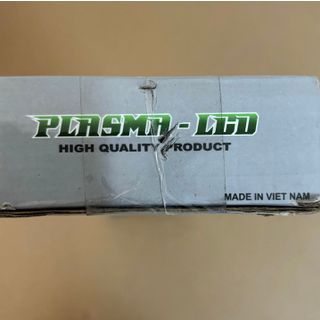 PLASMA - LCD
HIGH QUALITY PRODUCT
MADE IN VIET NAM